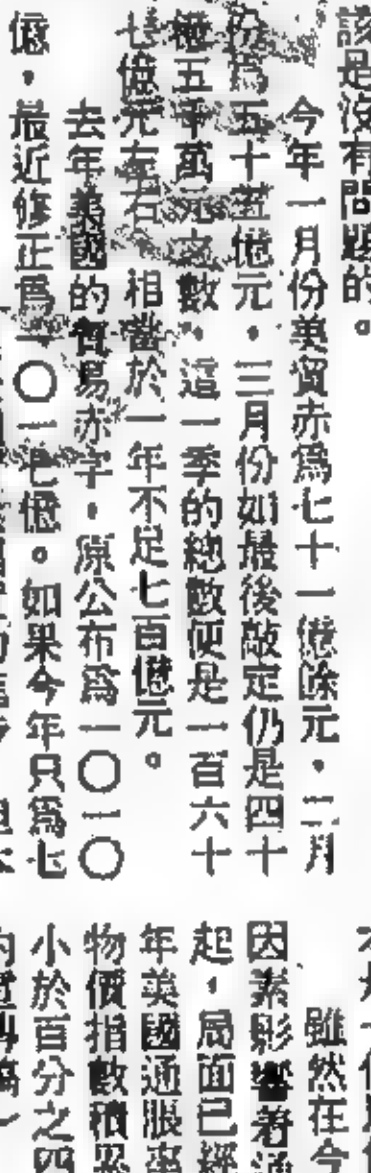 該是沒有問題的。
今年一月份美貿赤為七十一億餘元，二月
份為五十五億元，三月份如最後敲定仍是四十
億五千萬元之數，這一季的總數便是一百六十
七億元左右，相當於一年不足七百億元。
去年美國的貿易赤字，原公布為一〇一〇
億，最近修正為一〇一七億。如果今年只為七
雖然在今
因素影響着通
起，局面已經
年美國通脹率
物價指數積
小於百分之四